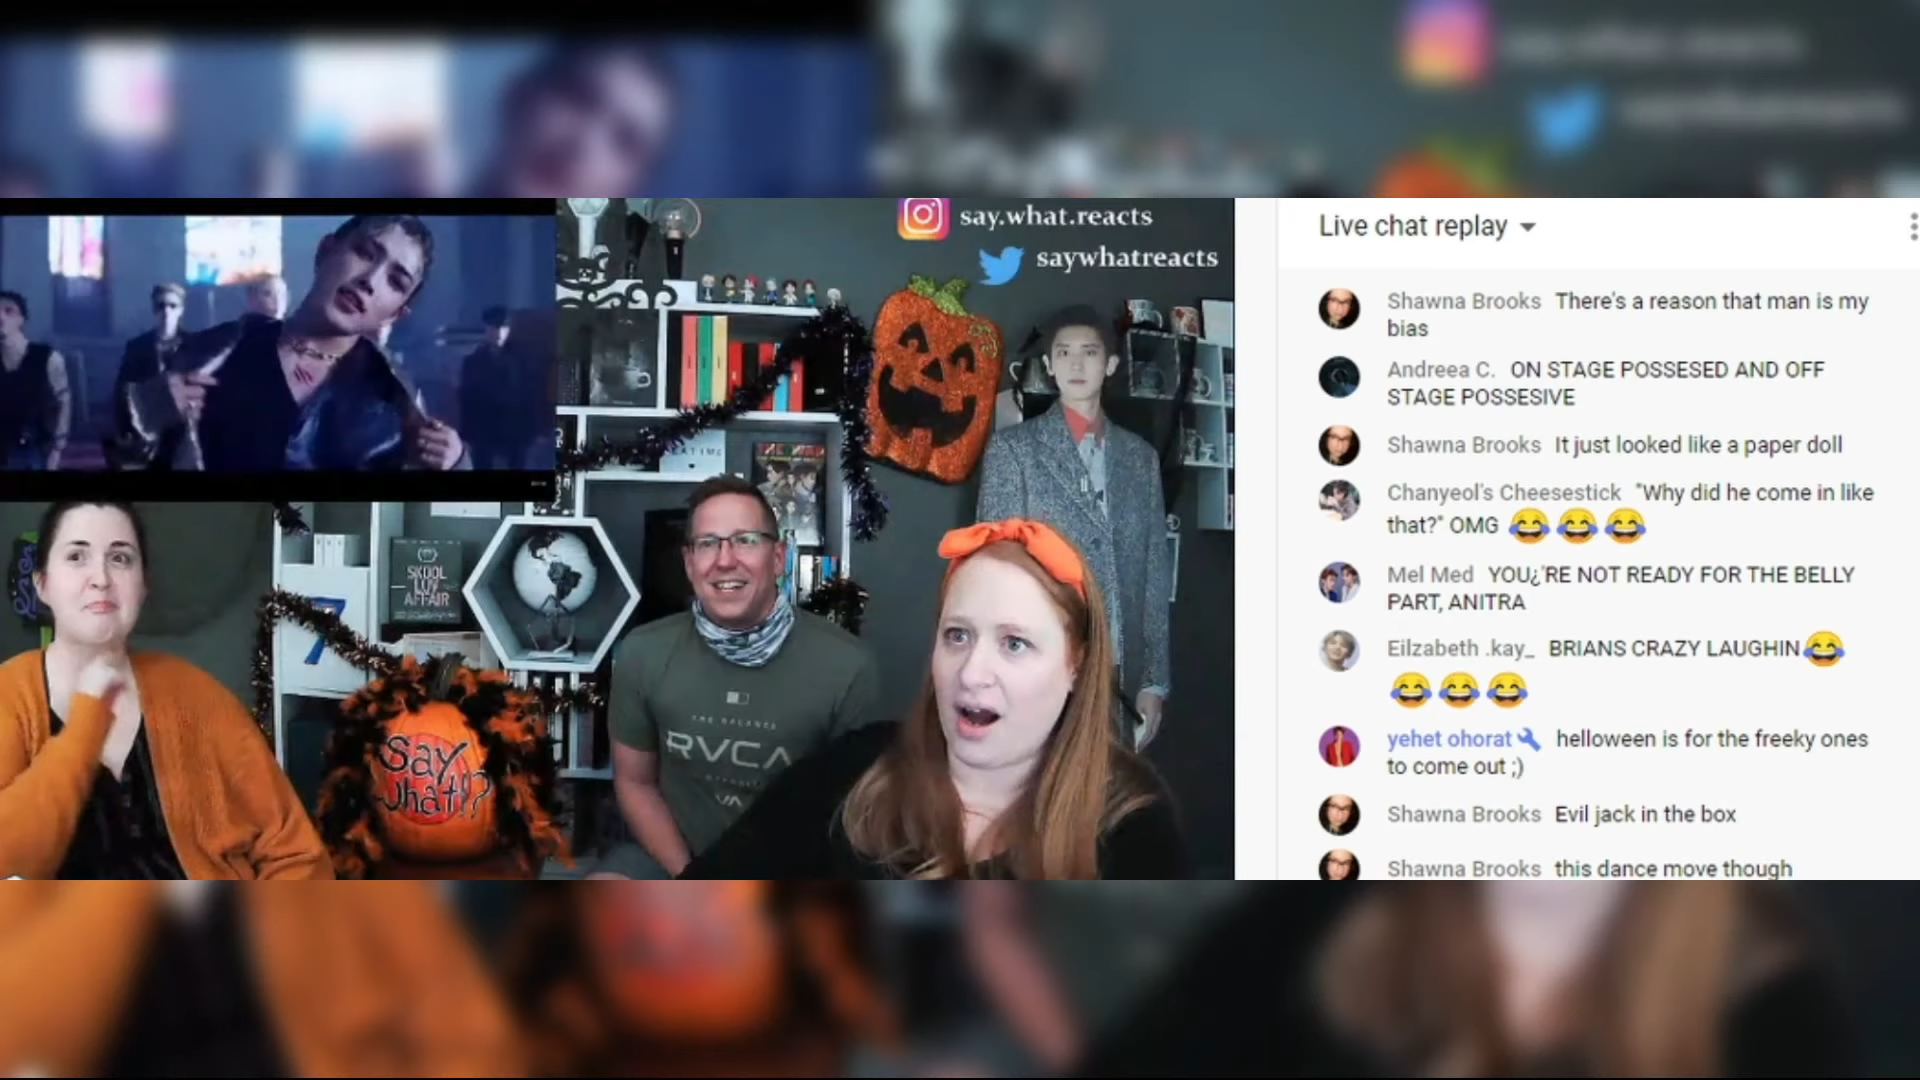 say.what.reacts
saywhatreacts
SKOOL
LUV
AFFAIR
7
Say
what!?
THE BALANCE
RVCA
VA
Live chat replay
Shawna Brooks There's a reason that man is my
bias
Andreea C. ON STAGE POSSESED AND OFF
STAGE POSSESIVE
Shawna Brooks It just looked like a paper doll
Chanyeol's Cheesestick "Why did he come in like
that?" OMG 😂😂😂
Mel Med YOU¿'RE NOT READY FOR THE BELLY
PART, ANITRA
Eilzabeth .kay_ BRIANS CRAZY LAUGHIN😂
😂😂😂
yehet ohorat helloween is for the freeky ones
to come out ;)
Shawna Brooks Evil jack in the box
Shawna Brooks this dance move though